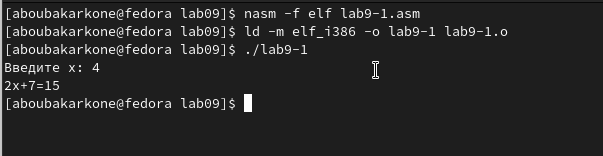 [aboubakarkone@fedora lab09]$ nasm -f elf lab9-1.asm
[aboubakarkone@fedora lab09]$ ld -m elf_i386 -o lab9-1 lab9-1.o
[aboubakarkone@fedora lab09]$ ./lab9-1
Введите x: 4
2x+7=15
[aboubakarkone@fedora lab09]$